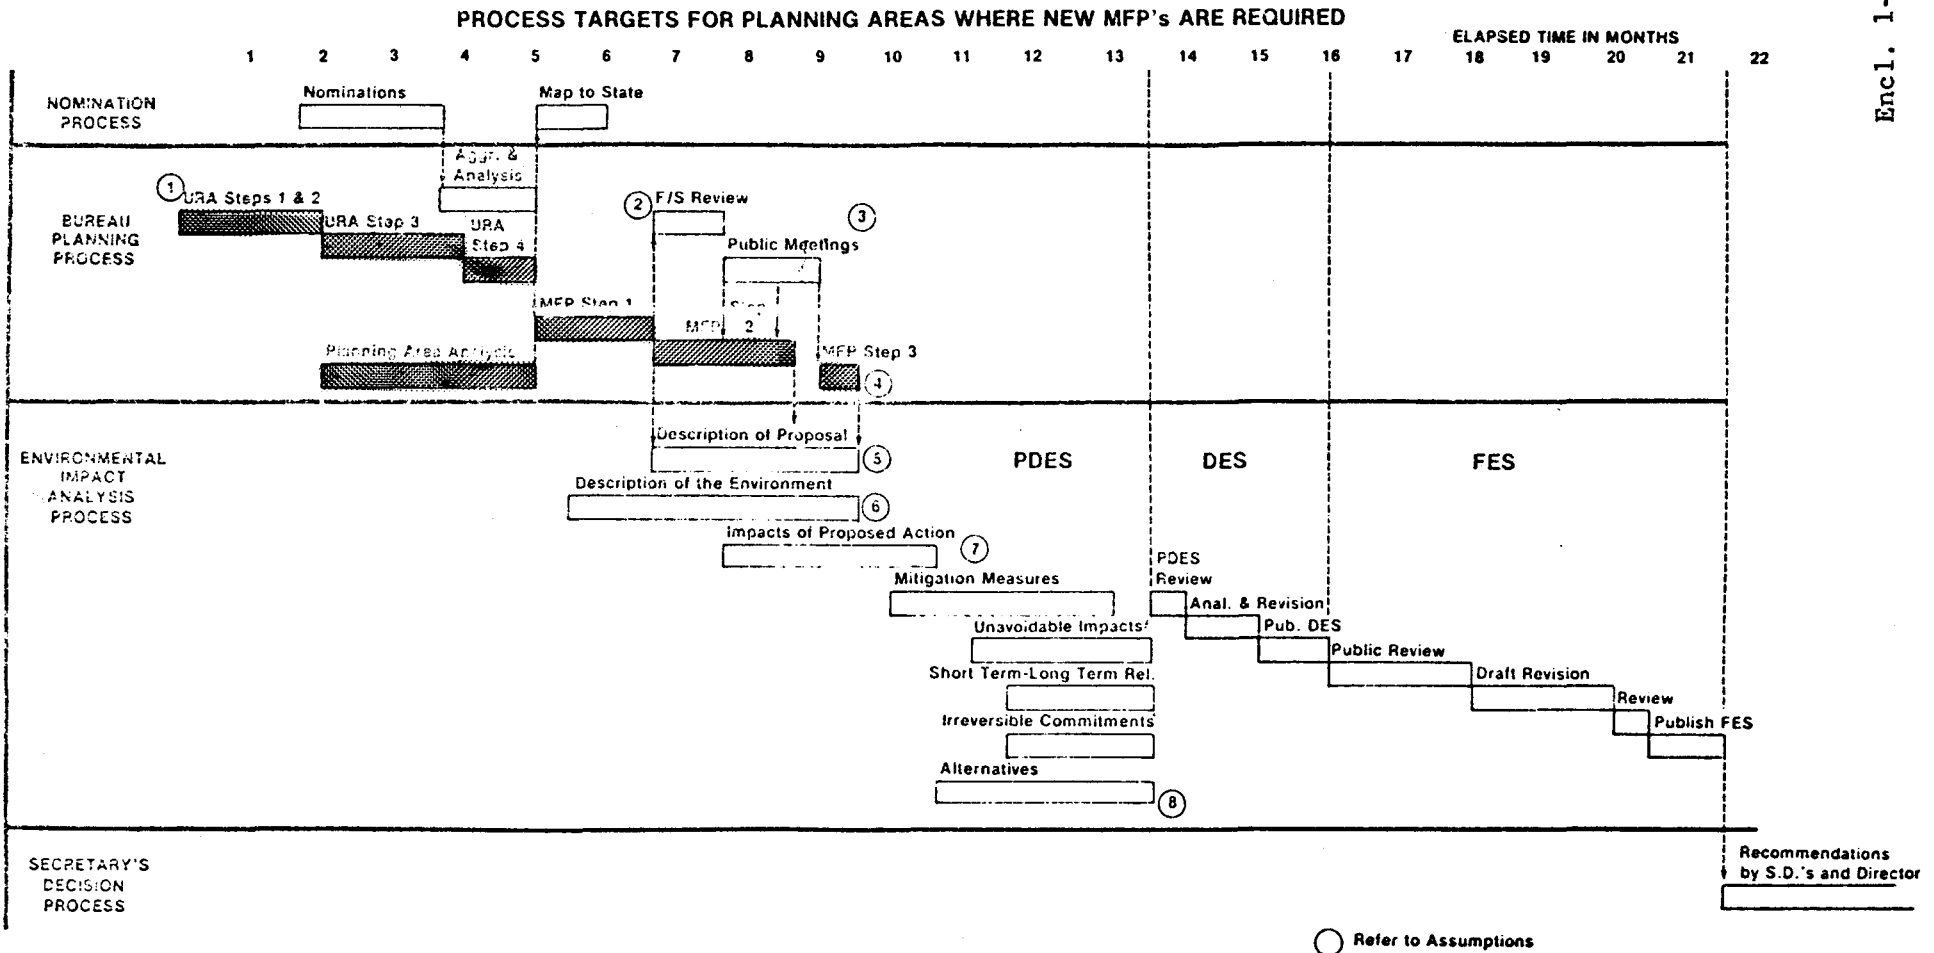 PROCESS TARGETS FOR PLANNING AREAS WHERE NEW MFP's ARE REQUIRED
Encl. 1-
ELAPSED TIME IN MONTHS
1 2 3 4 5 6 7 8 9 10 11 12 13 14 15 16 17 18 19 20 21 22
NOMINATION
PROCESS
Nominations
Map to State
BUREAU
PLANNING
PROCESS
Aggr. &
Analysis
1
URA Steps 1 & 2
URA Step 3
URA
Step 4
2
F/S Review
3
Public Meetings
MFP Step 1
MFP Step
2
Planning Area Analysis
MFP Step 3
4
ENVIRONMENTAL
IMPACT
ANALYSIS
PROCESS
Description of Proposal
5
PDES
DES
FES
Description of the Environment
6
Impacts of Proposed Action
7
Mitigation Measures
PDES
Review
Anal. & Revision
Unavoidable Impacts
Pub. DES
Public Review
Short Term-Long Term Rel.
Draft Revision
Review
Irreversible Commitments
Publish FES
Alternatives
8
SECRETARY'S
DECISION
PROCESS
Recommendations
by S.D.'s and Director
Refer to Assumptions